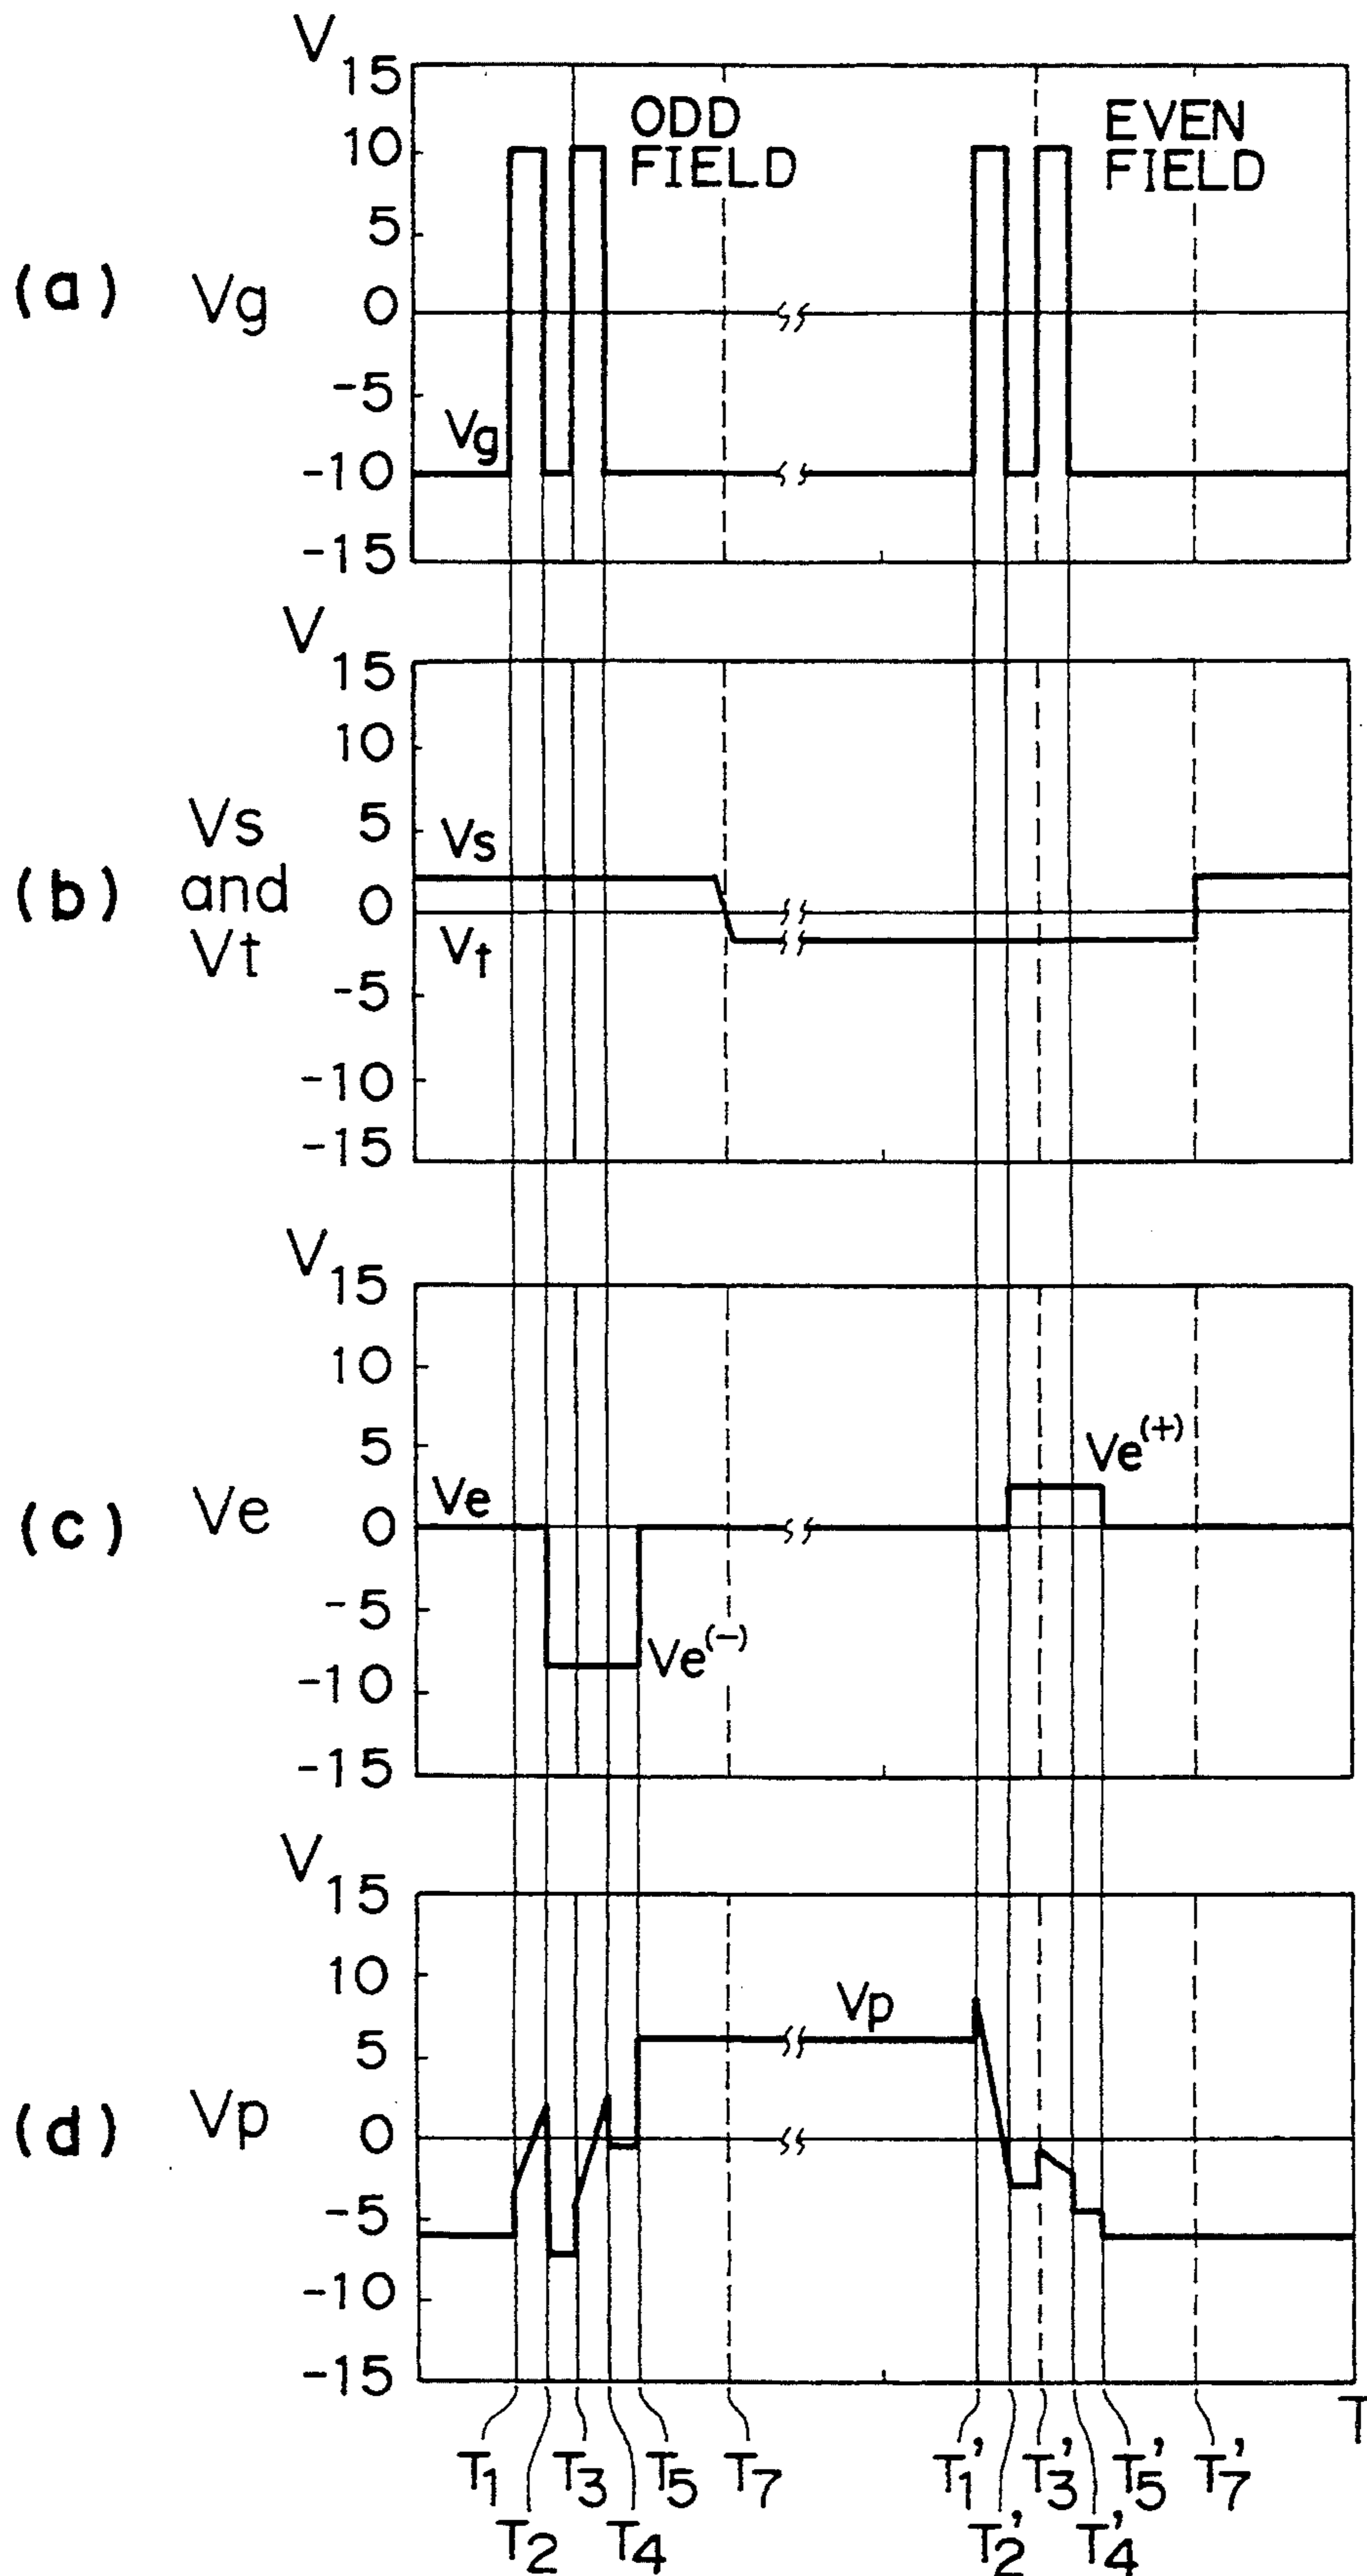 V
15
10
5
0
-5
-10
-15
(a) Vg
Vg
ODD
FIELD
EVEN
FIELD
V
15
10
5
0
-5
-10
-15
(b) Vs
and
Vt
Vs
Vt
V
15
10
5
0
-5
-10
-15
(c) Ve
Ve
Ve(-)
Ve(+)
V
15
10
5
0
-5
-10
-15
(d) Vp
Vp
T
T1 T3 T5 T7 T1' T3' T5' T7'
T2 T4 T2' T4'